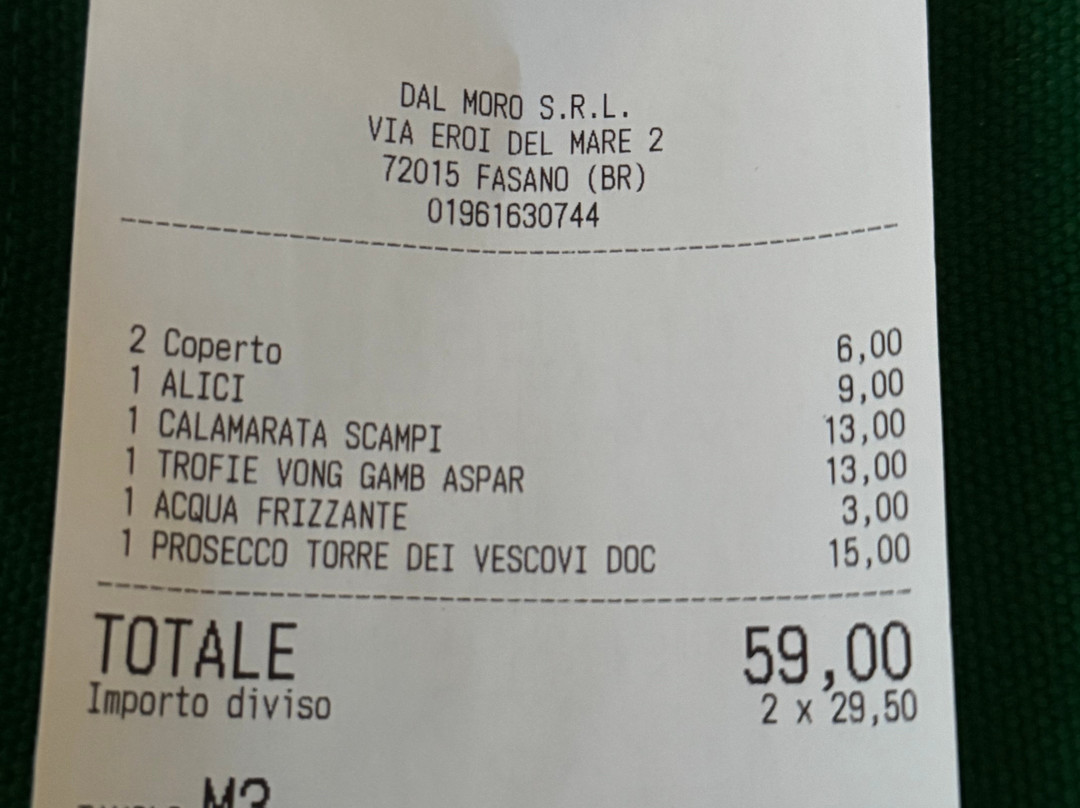 DAL MORO S.R.L.
VIA EROI DEL MARE 2
72015 FASANO (BR)
01961630744
2 Coperto 6,00
1 ALICI 9,00
1 CALAMARATA SCAMPI 13,00
1 TROFIE VONG GAMB ASPAR 13,00
1 ACQUA FRIZZANTE 3,00
1 PROSECCO TORRE DEI VESCOVI DOC 15,00
TOTALE 59,00
Importo diviso 2 x 29,50